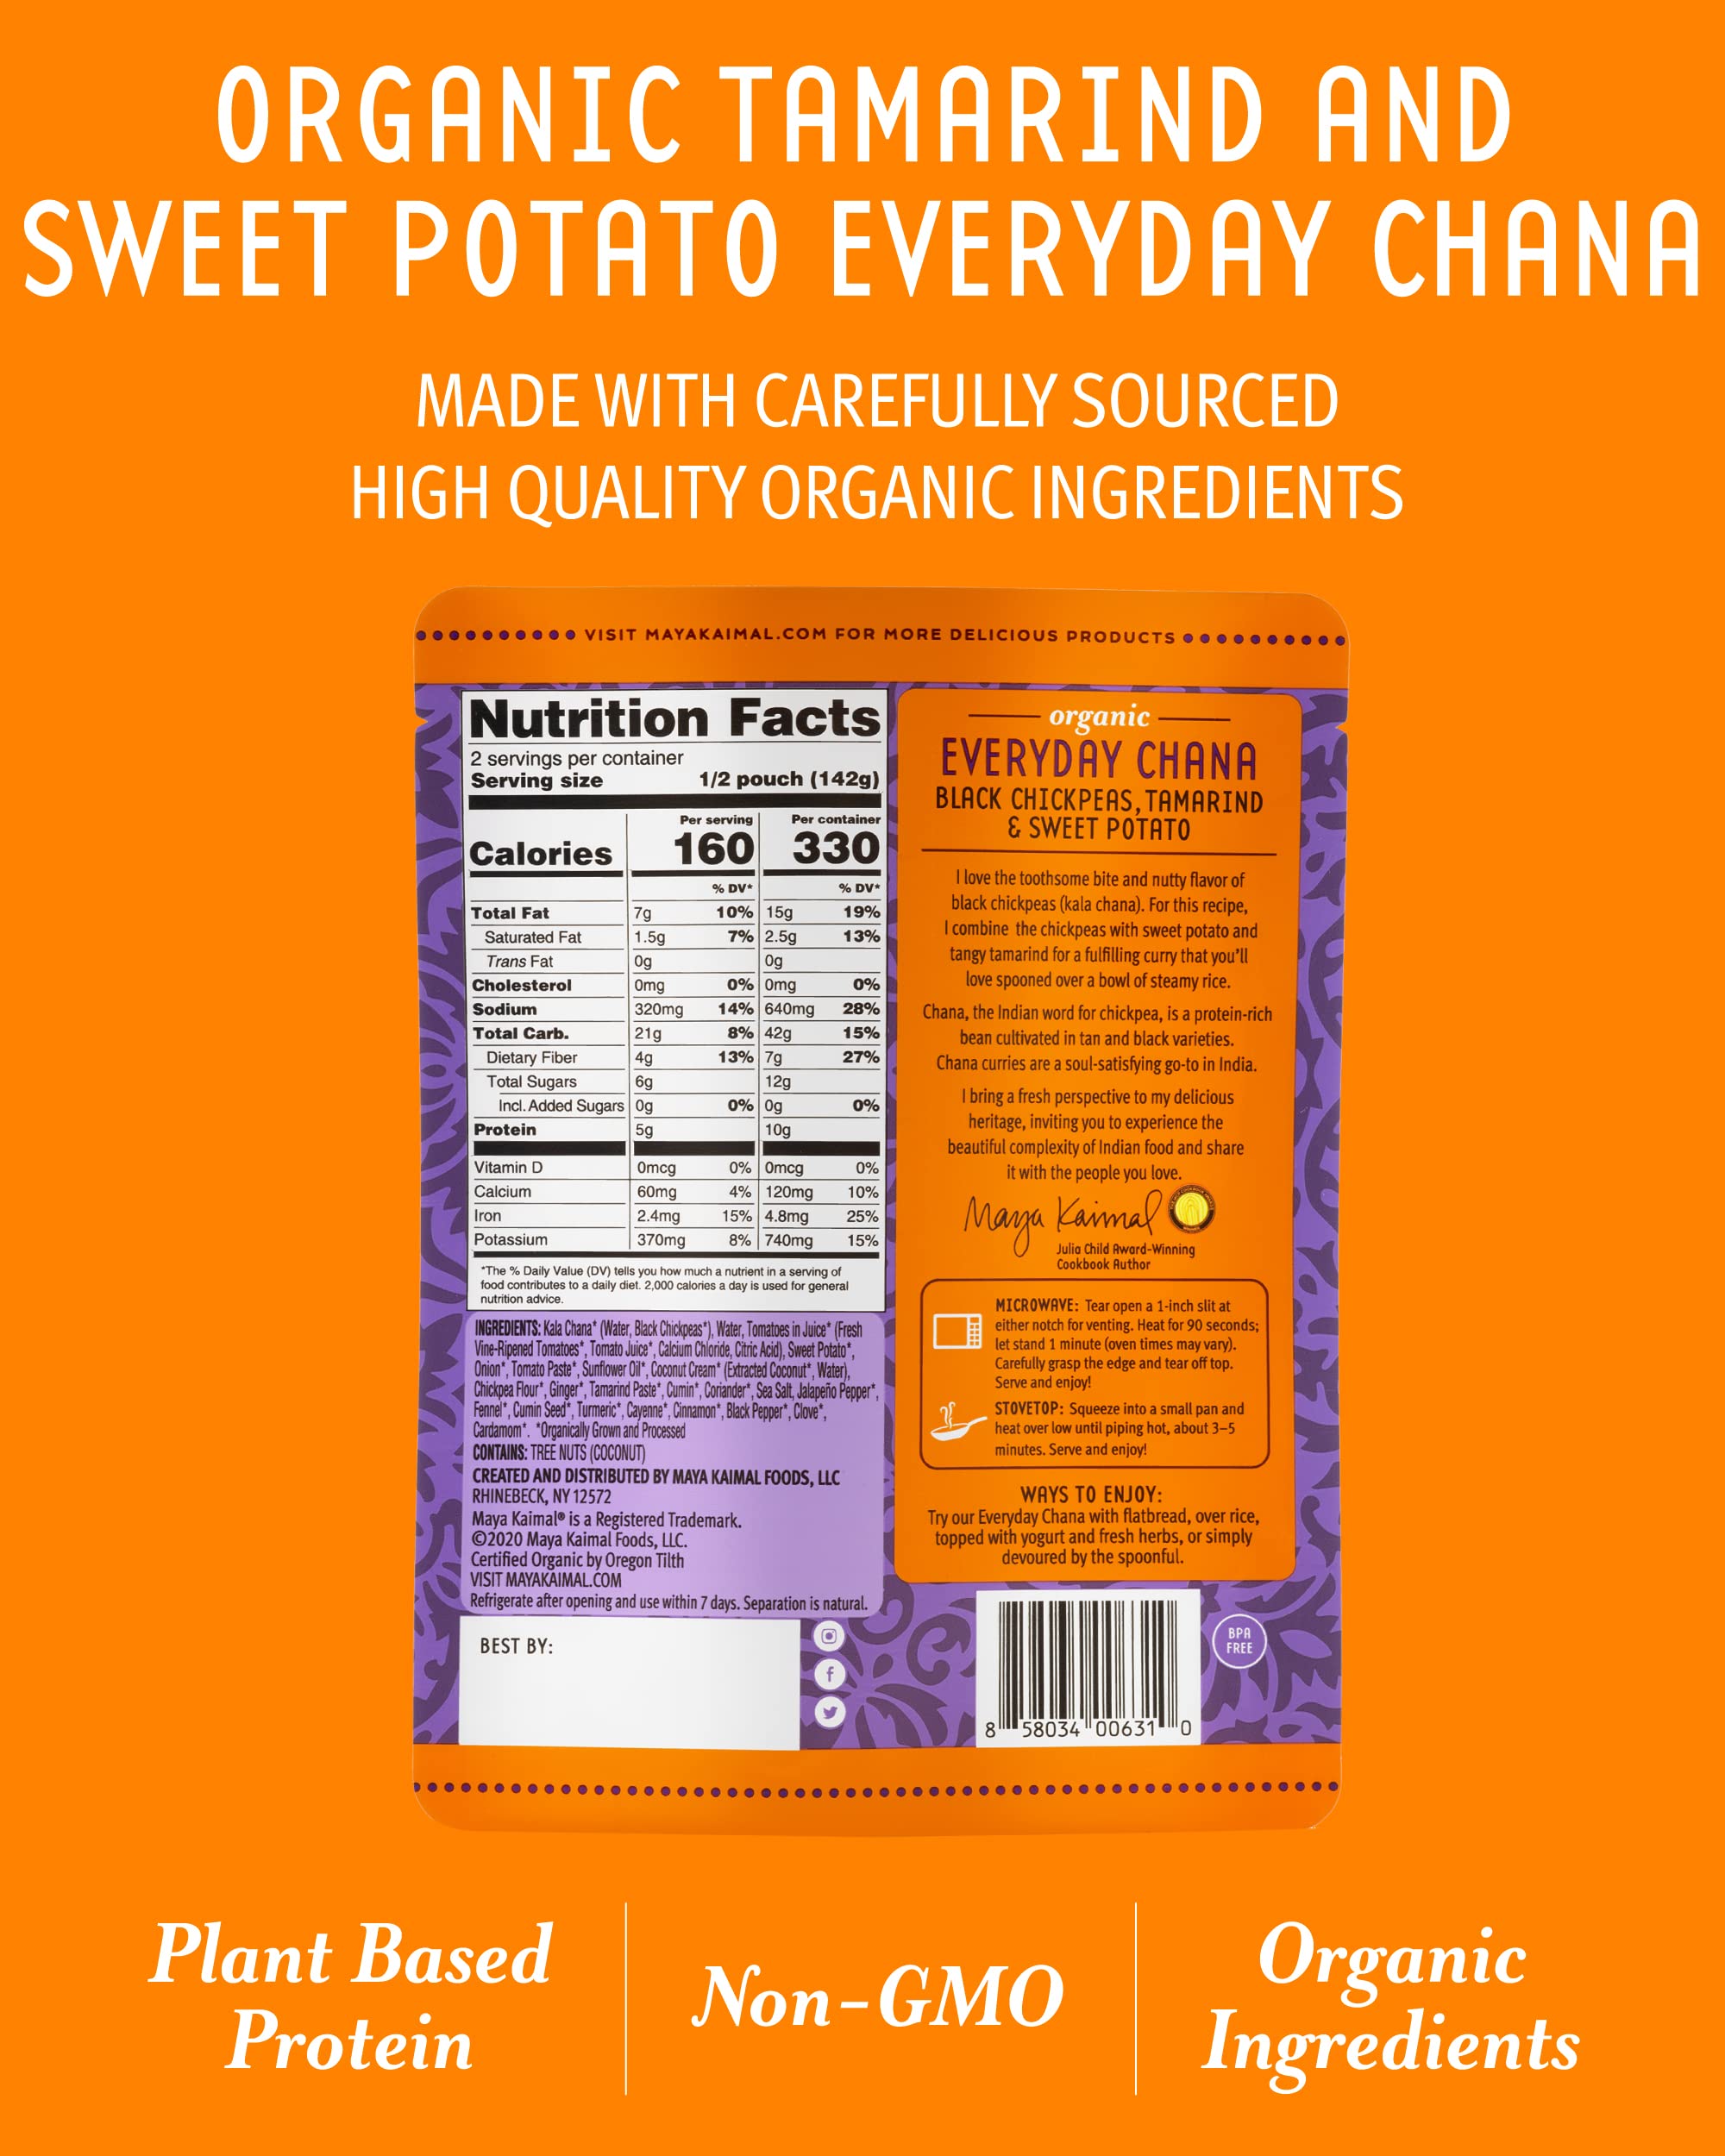 ORGANIC TAMARIND AND
SWEET POTATO EVERYDAY CHANA
MADE WITH CAREFULLY SOURCED
HIGH QUALITY ORGANIC INGREDIENTS
VISIT MAYAKAIMAL.COM FOR MORE DELICIOUS PRODUCTS
Nutrition Facts
2 servings per container
Serving size 1/2 pouch (142g)
Per serving Per container
Calories 160 330
% DV* % DV*
Total Fat 7g 10% 15g 19%
Saturated Fat 1.5g 7% 2.5g 13%
Trans Fat 0g 0g
Cholesterol 0mg 0% 0mg 0%
Sodium 320mg 14% 640mg 28%
Total Carb. 21g 8% 42g 15%
Dietary Fiber 4g 13% 7g 27%
Total Sugars 6g 12g
Incl. Added Sugars 0g 0% 0g 0%
Protein 5g 10g
Vitamin D 0mcg 0% 0mcg 0%
Calcium 60mg 4% 120mg 10%
Iron 2.4mg 15% 4.8mg 25%
Potassium 370mg 8% 740mg 15%
*The % Daily Value (DV) tells you how much a nutrient in a serving of
food contributes to a daily diet. 2,000 calories a day is used for general
nutrition advice.
INGREDIENTS: Kala Chana* (Water, Black Chickpeas*), Water, Tomatoes in Juice* (Fresh
Vine-Ripened Tomatoes*, Tomato Juice*, Calcium Chloride, Citric Acid), Sweet Potato*,
Onion*, Tomato Paste*, Sunflower Oil*, Coconut Cream* (Extracted Coconut*, Water),
Chickpea Flour*, Ginger*, Tamarind Paste*, Cumin*, Coriander*, Sea Salt, Jalapeño Pepper*,
Fennel*, Cumin Seed*, Turmeric*, Cayenne*, Cinnamon*, Black Pepper*, Clove*,
Cardamom*. *Organically Grown and Processed
CONTAINS: TREE NUTS (COCONUT)
CREATED AND DISTRIBUTED BY MAYA KAIMAL FOODS, LLC
RHINEBECK, NY 12572
Maya Kaimal® is a Registered Trademark.
©2020 Maya Kaimal Foods, LLC.
Certified Organic by Oregon Tilth
VISIT MAYAKAIMAL.COM
Refrigerate after opening and use within 7 days. Separation is natural.
BEST BY:
organic
EVERYDAY CHANA
BLACK CHICKPEAS, TAMARIND
& SWEET POTATO
I love the toothsome bite and nutty flavor of
black chickpeas (kala chana). For this recipe,
I combine the chickpeas with sweet potato and
tangy tamarind for a fulfilling curry that you'll
love spooned over a bowl of steamy rice.
Chana, the Indian word for chickpea, is a protein-rich
bean cultivated in tan and black varieties.
Chana curries are a soul-satisfying go-to in India.
I bring a fresh perspective to my delicious
heritage, inviting you to experience the
beautiful complexity of Indian food and share
it with the people you love.
Maya Kaimal
Julia Child Award-Winning
Cookbook Author
MICROWAVE: Tear open a 1-inch slit at
either notch for venting. Heat for 90 seconds;
let stand 1 minute (oven times may vary).
Carefully grasp the edge and tear off top.
Serve and enjoy!
STOVETOP: Squeeze into a small pan and
heat over low until piping hot, about 3–5
minutes. Serve and enjoy!
WAYS TO ENJOY:
Try our Everyday Chana with flatbread, over rice,
topped with yogurt and fresh herbs, or simply
devoured by the spoonful.
8 58034 00631 0
BPA
FREE
Plant Based
Protein
Non-GMO
Organic
Ingredients